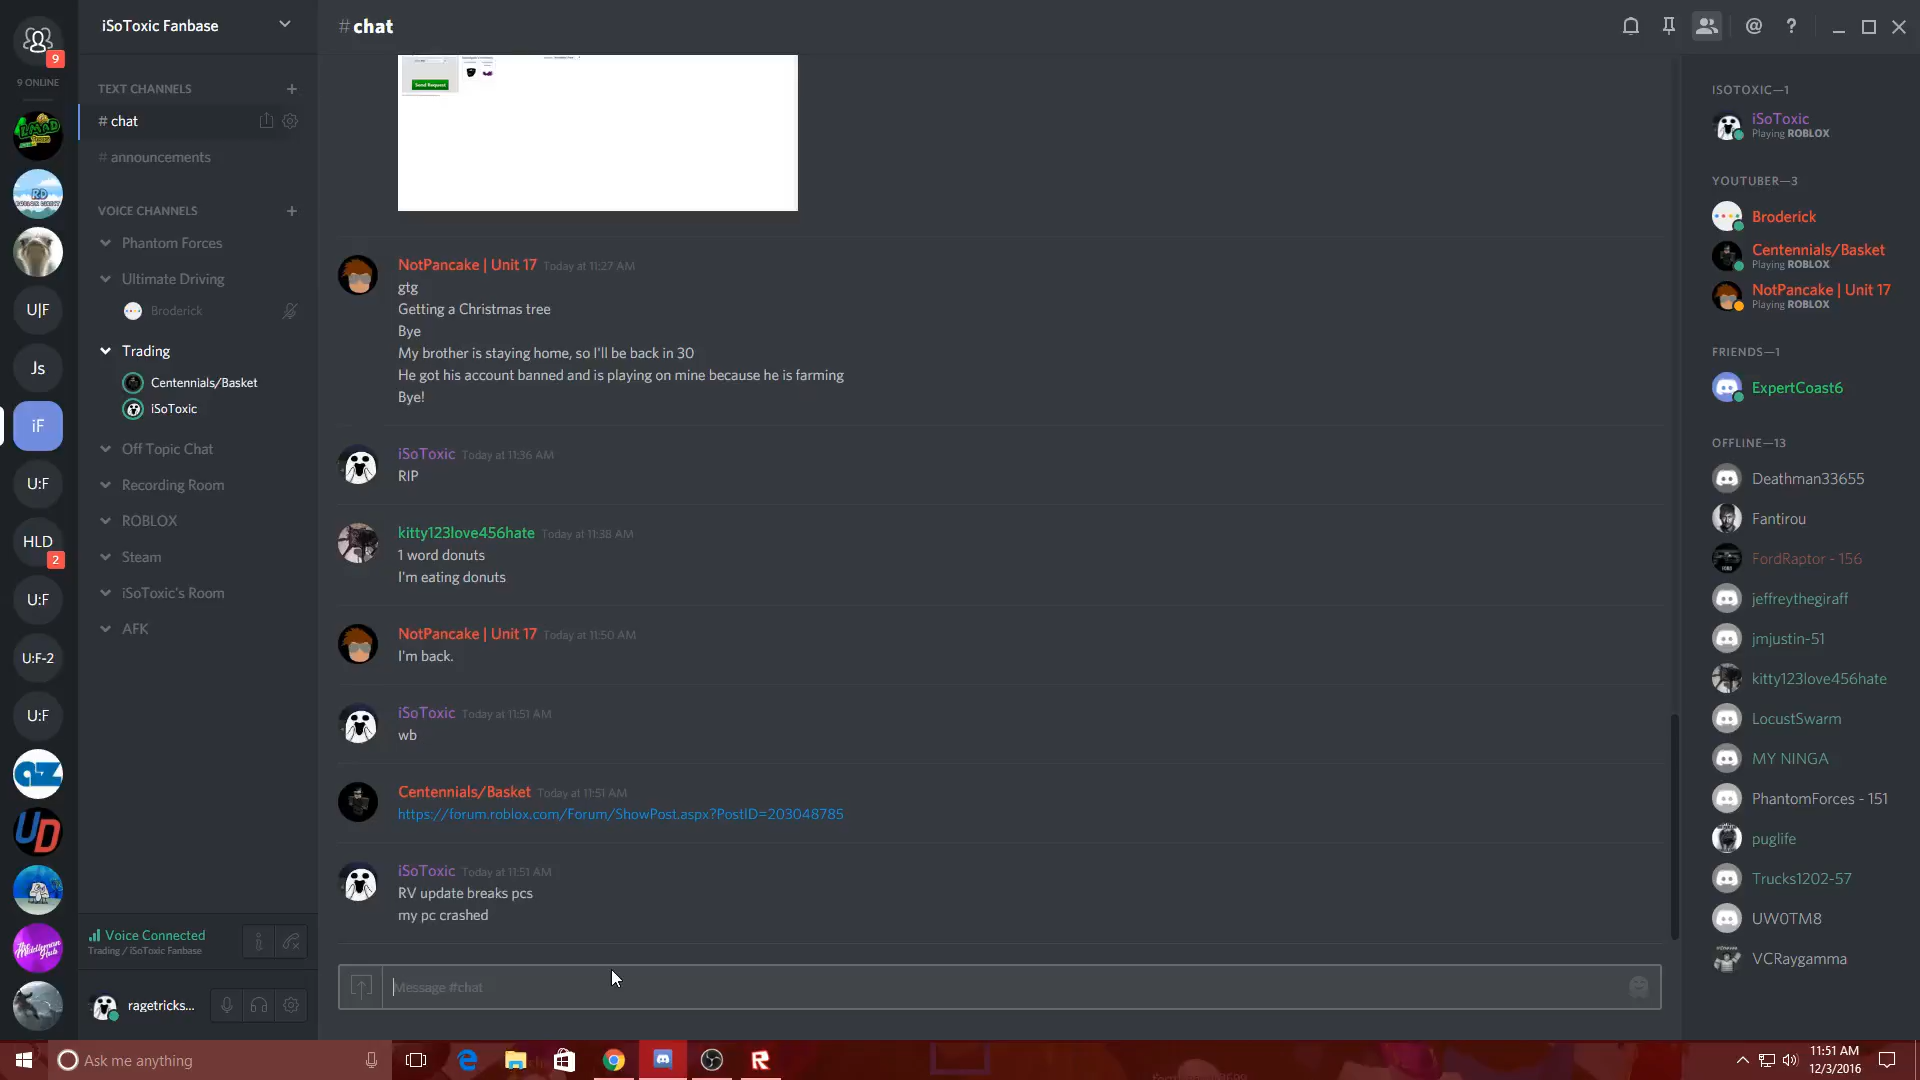 iSoToxic Fanbase
#chat
9
9 ONLINE
TEXT CHANNELS
# chat
# announcements
VOICE CHANNELS
Phantom Forces
Ultimate Driving
Broderick
Trading
Centennials/Basket
iSoToxic
Off Topic Chat
Recording Room
ROBLOX
Steam
iSoToxic's Room
AFK
RD
U|F
Js
iF
U:F
HLD
2
U:F
U:F-2
U:F
UD
Voice Connected
Trading / iSoToxic Fanbase
ragetricks...
Send Request
NotPancake | Unit 17 Today at 11:27 AM
gtg
Getting a Christmas tree
Bye
My brother is staying home, so I'll be back in 30
He got his account banned and is playing on mine because he is farming
Bye!
iSoToxic Today at 11:36 AM
RIP
kitty123love456hate Today at 11:38 AM
1 word donuts
I'm eating donuts
NotPancake | Unit 17 Today at 11:50 AM
I'm back.
iSoToxic Today at 11:51 AM
wb
Centennials/Basket Today at 11:51 AM
https://forum.roblox.com/Forum/ShowPost.aspx?PostID=203048785
iSoToxic Today at 11:51 AM
RV update breaks pcs
my pc crashed
Message #chat
ISOTOXIC—1
iSoToxic
Playing ROBLOX
YOUTUBER—3
Broderick
Centennials/Basket
Playing ROBLOX
NotPancake | Unit 17
Playing ROBLOX
FRIENDS—1
ExpertCoast6
OFFLINE—13
Deathman33655
Fantirou
FordRaptor - 156
jeffreythegiraff
jmjustin-51
kitty123love456hate
LocustSwarm
MY NINGA
PhantomForces - 151
puglife
Trucks1202-57
UW0TM8
VCRaygamma
Ask me anything
11:51 AM
12/3/2016